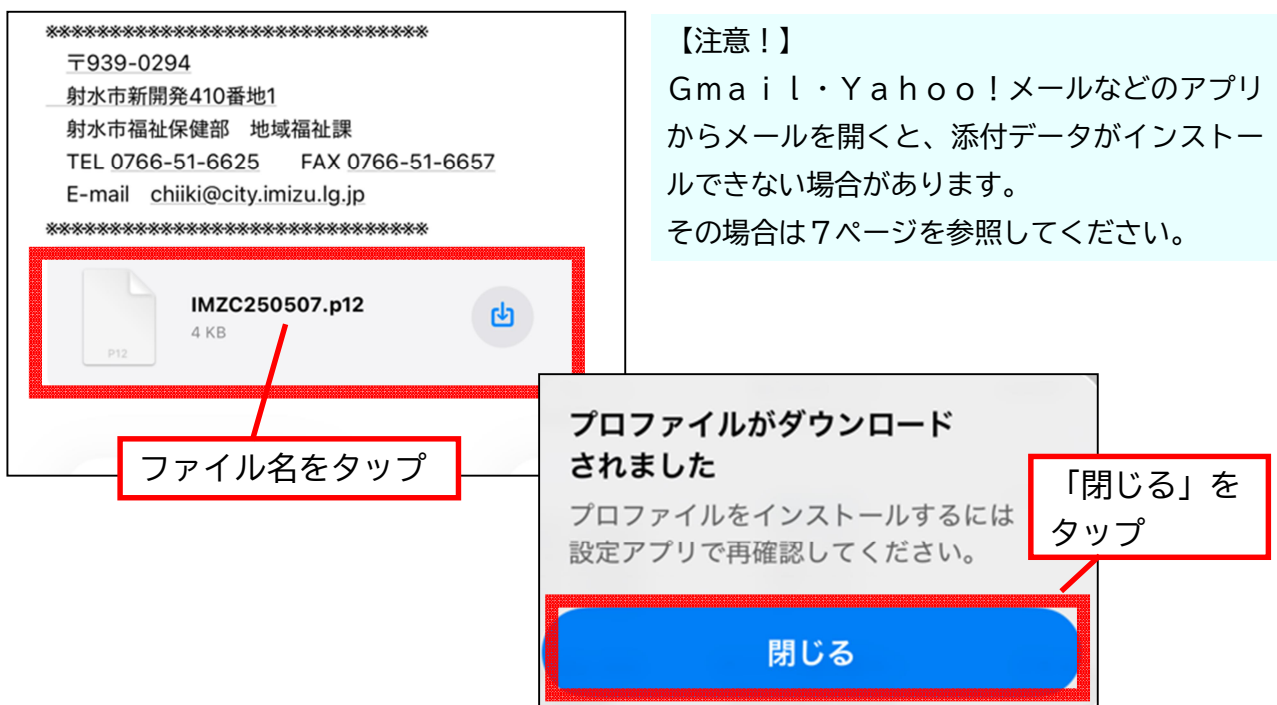 ※※※※※※※※※※※※※※※※※※※※※※※※※※※※※※
〒939-0294
射水市新開発410番地1
射水市福祉保健部　地域福祉課
TEL 0766-51-6625　　FAX 0766-51-6657
E-mail　chiiki@city.imizu.lg.jp
※※※※※※※※※※※※※※※※※※※※※※※※※※※※※※
IMZC250507.p12
4 KB
P12
ファイル名をタップ
【注意！】
Ｇｍａｉｌ・Ｙａｈｏｏ！メールなどのアプリ
からメールを開くと、添付データがインストー
ルできない場合があります。
その場合は７ページを参照してください。
プロファイルがダウンロード
されました
プロファイルをインストールするには
設定アプリで再確認してください。
「閉じる」を
タップ
閉じる